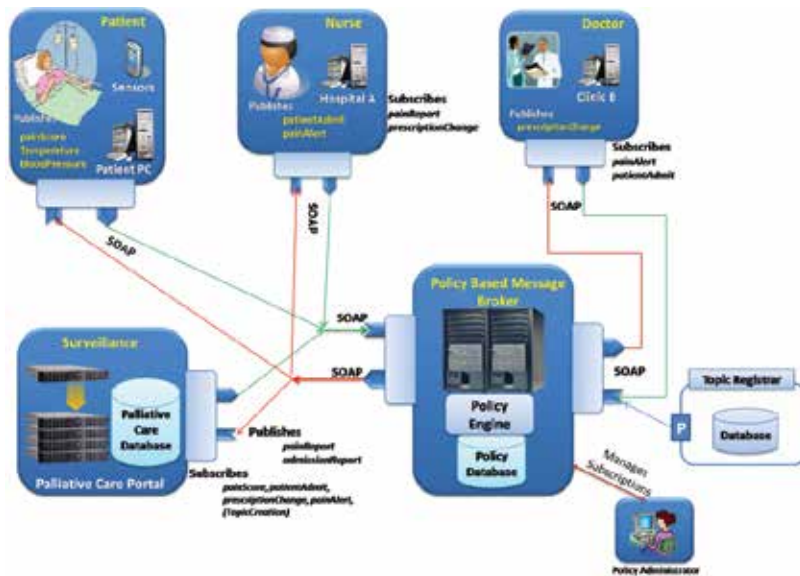 Patient
Sensors
Publishes
painScore
Temperature
bloodPressure
Patient PC
Nurse
Hospital A
Publishes
patientAdmit
painAlert
Subscribes
painReport
prescriptionChange
Doctor
Clinic B
Publishes
prescriptionChange
Subscribes
painAlert
patientAdmit
SOAP
SOAP
SOAP
SOAP
SOAP
SOAP
Policy Based Message
Broker
Policy
Engine
Policy
Database
Surveillance
Palliative
Care
Database
Palliative Care Portal
Publishes
painReport
admissionReport
Subscribes
painScore, patientAdmit,
prescriptionChange, painAlert,
(TopicCreation)
Topic Registrar
P
Database
Manages
Subscriptions
Policy Administrator